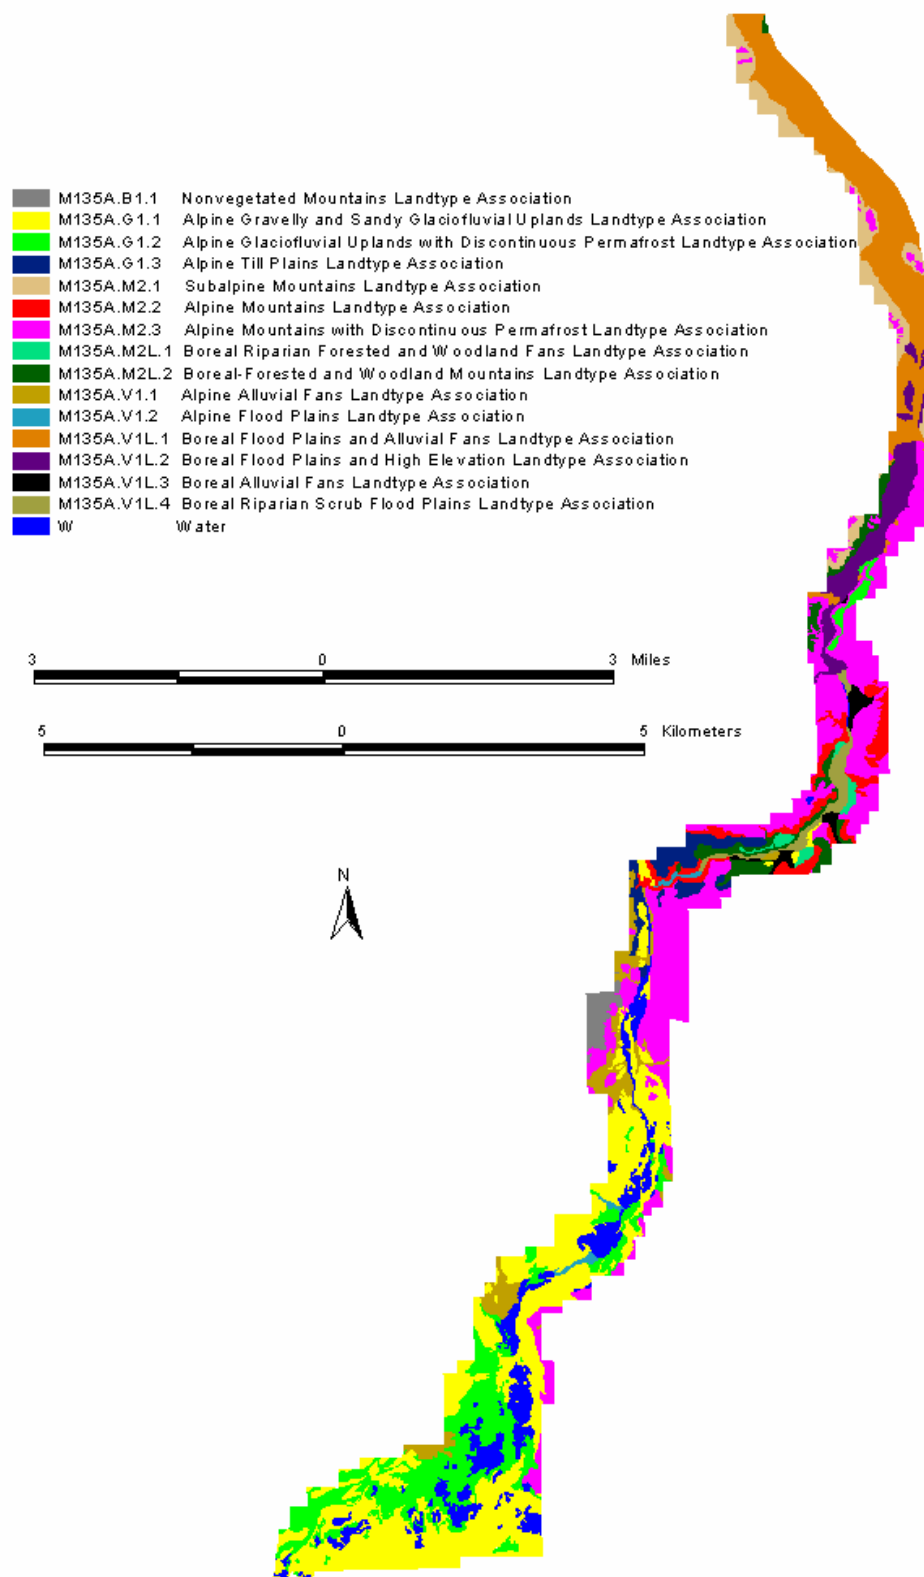 M135A.B1.1 Nonvegetated Mountains Landtype Association
M135A.G1.1 Alpine Gravelly and Sandy Glaciofluvial Uplands Landtype Association
M135A.G1.2 Alpine Glaciofluvial Uplands with Discontinuous Permafrost Landtype Association
M135A.G1.3 Alpine Till Plains Landtype Association
M135A.M2.1 Subalpine Mountains Landtype Association
M135A.M2.2 Alpine Mountains Landtype Association
M135A.M2.3 Alpine Mountains with Discontinuous Permafrost Landtype Association
M135A.M2L.1 Boreal Riparian Forested and Woodland Fans Landtype Association
M135A.M2L.2 Boreal-Forested and Woodland Mountains Landtype Association
M135A.V1.1 Alpine Alluvial Fans Landtype Association
M135A.V1.2 Alpine Flood Plains Landtype Association
M135A.V1L.1 Boreal Flood Plains and Alluvial Fans Landtype Association
M135A.V1L.2 Boreal Flood Plains and High Elevation Landtype Association
M135A.V1L.3 Boreal Alluvial Fans Landtype Association
M135A.V1L.4 Boreal Riparian Scrub Flood Plains Landtype Association
W Water
3 0 3 Miles
5 0 5 Kilometers
N